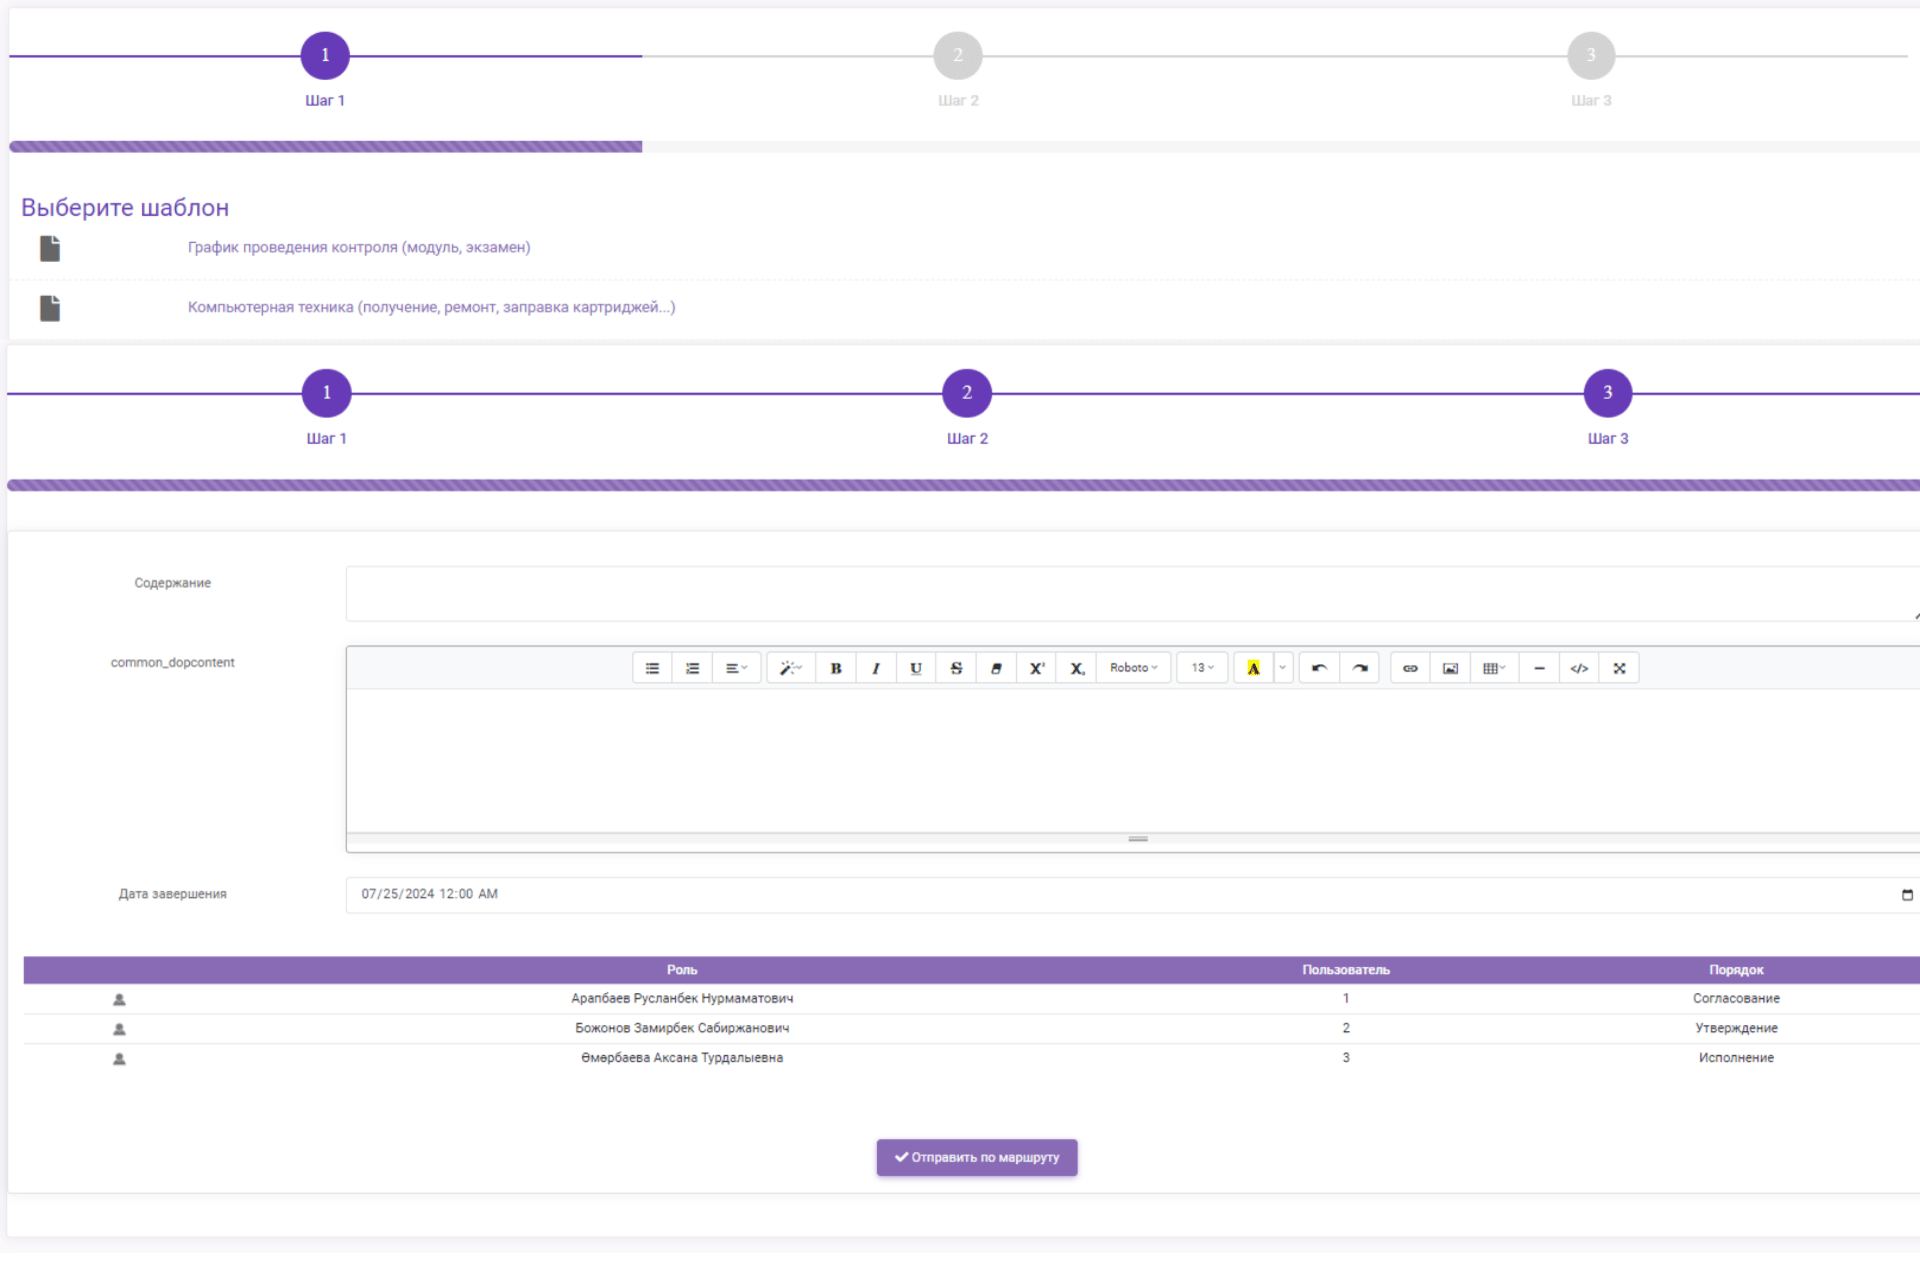 1 2 3
Шаг 1 Шаг 2 Шаг 3
Выберите шаблон
График проведения контроля (модуль, экзамен)
Компьютерная техника (получение, ремонт, заправка картриджей...)
1 2 3
Шаг 1 Шаг 2 Шаг 3
Содержание
common_dopcontent
B I U S X² X₂ Roboto 13 A </>
Дата завершения 07/25/2024 12:00 AM
Роль Пользователь Порядок
Арапбаев Русланбек Нурмаматович 1 Согласование
Божонов Замирбек Сабиржанович 2 Утверждение
Өмөрбаева Аксана Турдалыевна 3 Исполнение
Отправить по маршруту